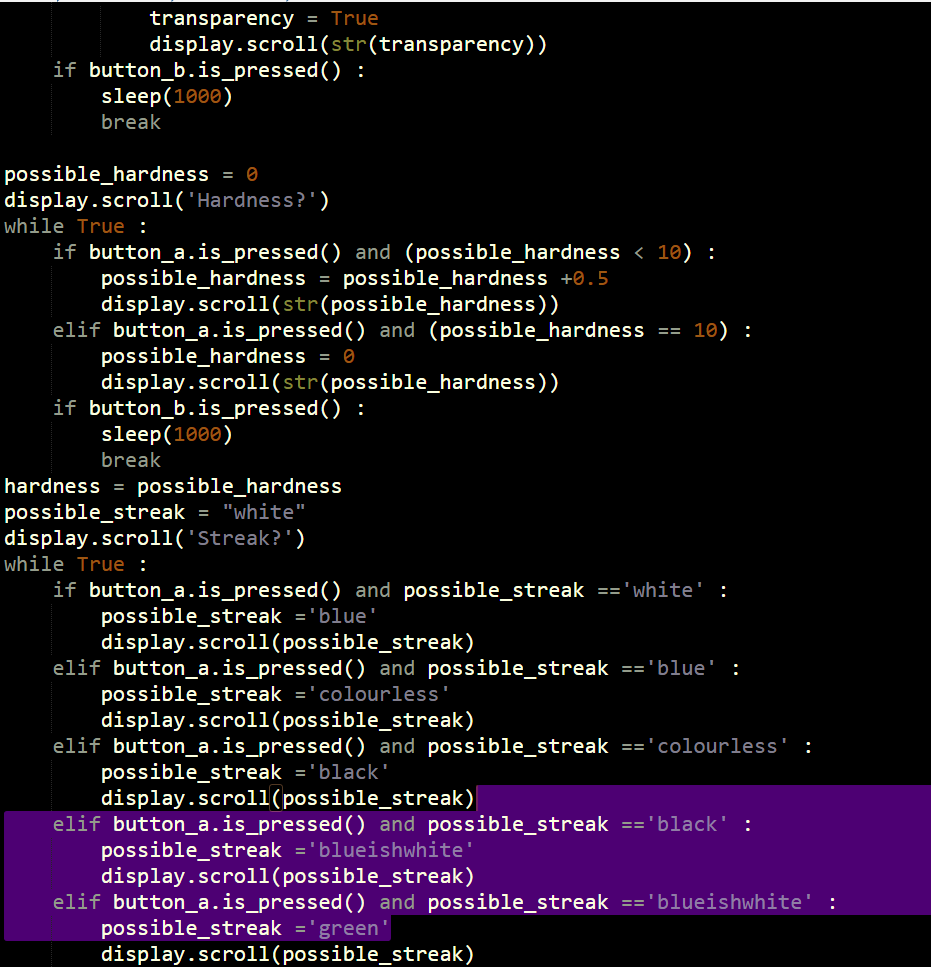 transparency = True
            display.scroll(str(transparency))
    if button_b.is_pressed() :
        sleep(1000)
        break

possible_hardness = 0
display.scroll('Hardness?')
while True :
    if button_a.is_pressed() and (possible_hardness < 10) :
        possible_hardness = possible_hardness +0.5
        display.scroll(str(possible_hardness))
    elif button_a.is_pressed() and (possible_hardness == 10) :
        possible_hardness = 0
        display.scroll(str(possible_hardness))
    if button_b.is_pressed() :
        sleep(1000)
        break
hardness = possible_hardness
possible_streak = "white"
display.scroll('Streak?')
while True :
    if button_a.is_pressed() and possible_streak =='white' :
        possible_streak ='blue'
        display.scroll(possible_streak)
    elif button_a.is_pressed() and possible_streak =='blue' :
        possible_streak ='colourless'
        display.scroll(possible_streak)
    elif button_a.is_pressed() and possible_streak =='colourless' :
        possible_streak ='black'
        display.scroll(possible_streak)
    elif button_a.is_pressed() and possible_streak =='black' :
        possible_streak ='blueishwhite'
        display.scroll(possible_streak)
    elif button_a.is_pressed() and possible_streak =='blueishwhite' :
        possible_streak ='green'
        display.scroll(possible_streak)